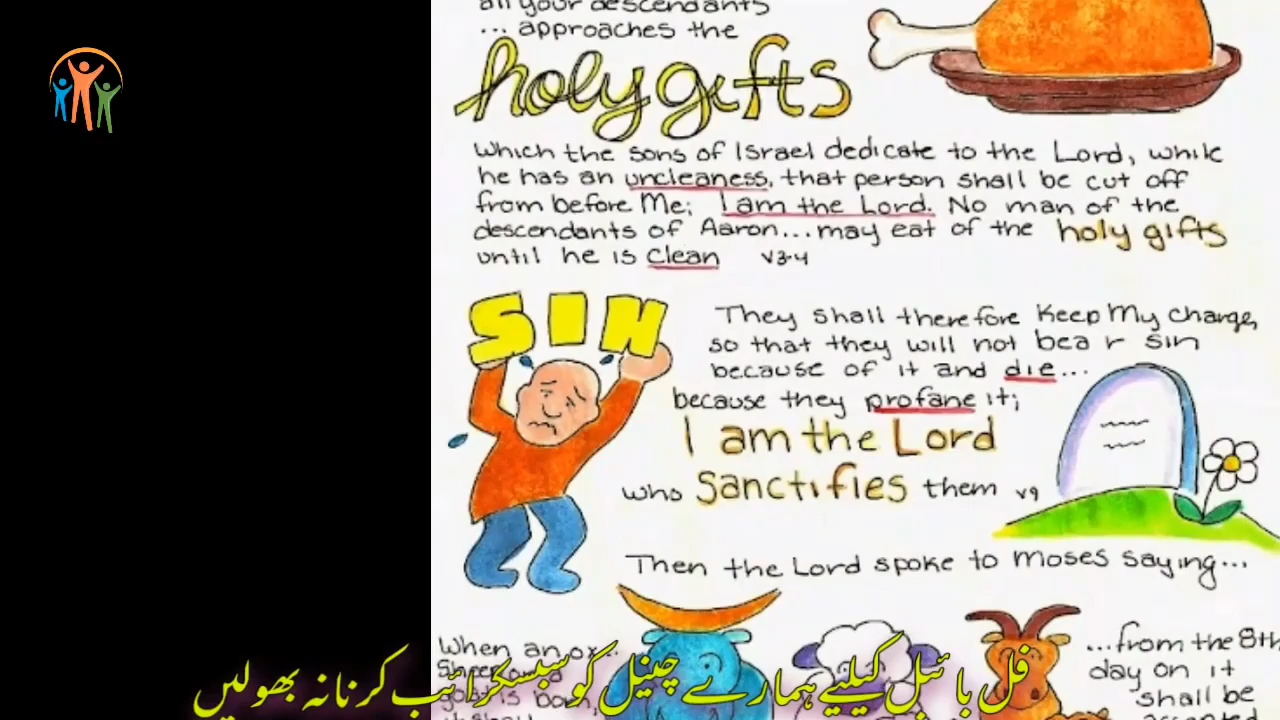 all your descendants
... approaches the
holy gifts
which the sons of Israel dedicate to the Lord, while
he has an uncleaness, that person shall be cut off
from before Me; I am the Lord. No man of the
descendants of Aaron...may eat of the holy gifts
until he is clean v3-4
SIN
They shall therefore Keep My charge,
so that they will not bear sin
because of it and die...
because they profane it;
I am the Lord
who sanctifies them v9
Then the Lord spoke to Moses saying...
When an ox..
Sheep
...from the 8th
day on it
shall be
فل بائبل کیلیے ہمارے چینل کو سبسکرائب کرنا نہ بھولیں